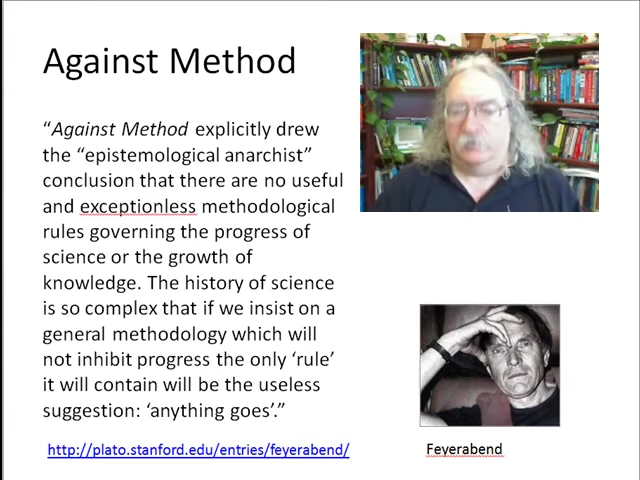 Against Method
“Against Method explicitly drew
the “epistemological anarchist”
conclusion that there are no useful
and exceptionless methodological
rules governing the progress of
science or the growth of
knowledge. The history of science
is so complex that if we insist on a
general methodology which will
not inhibit progress the only ‘rule’
it will contain will be the useless
suggestion: ‘anything goes’.”
http://plato.stanford.edu/entries/feyerabend/
Feyerabend